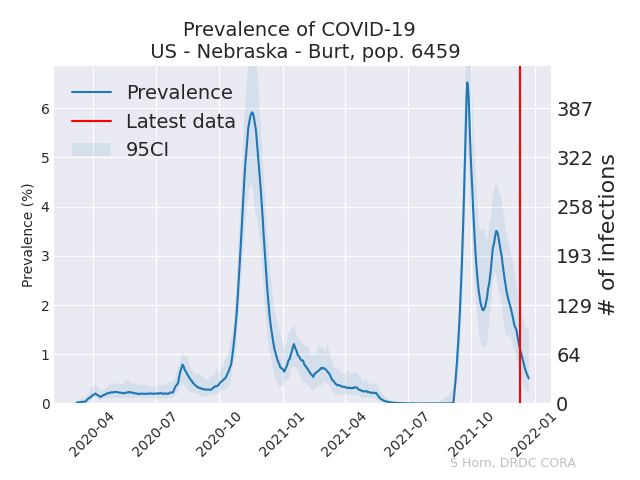 Prevalence of COVID-19
US - Nebraska - Burt, pop. 6459
Prevalence
Latest data
95CI
Prevalence (%)
6
5
4
3
2
1
0
387
322
258
193
129
64
0
# of infections
2020-04
2020-07
2020-10
2021-01
2021-04
2021-07
2021-10
2022-01
S Horn, DRDC CORA